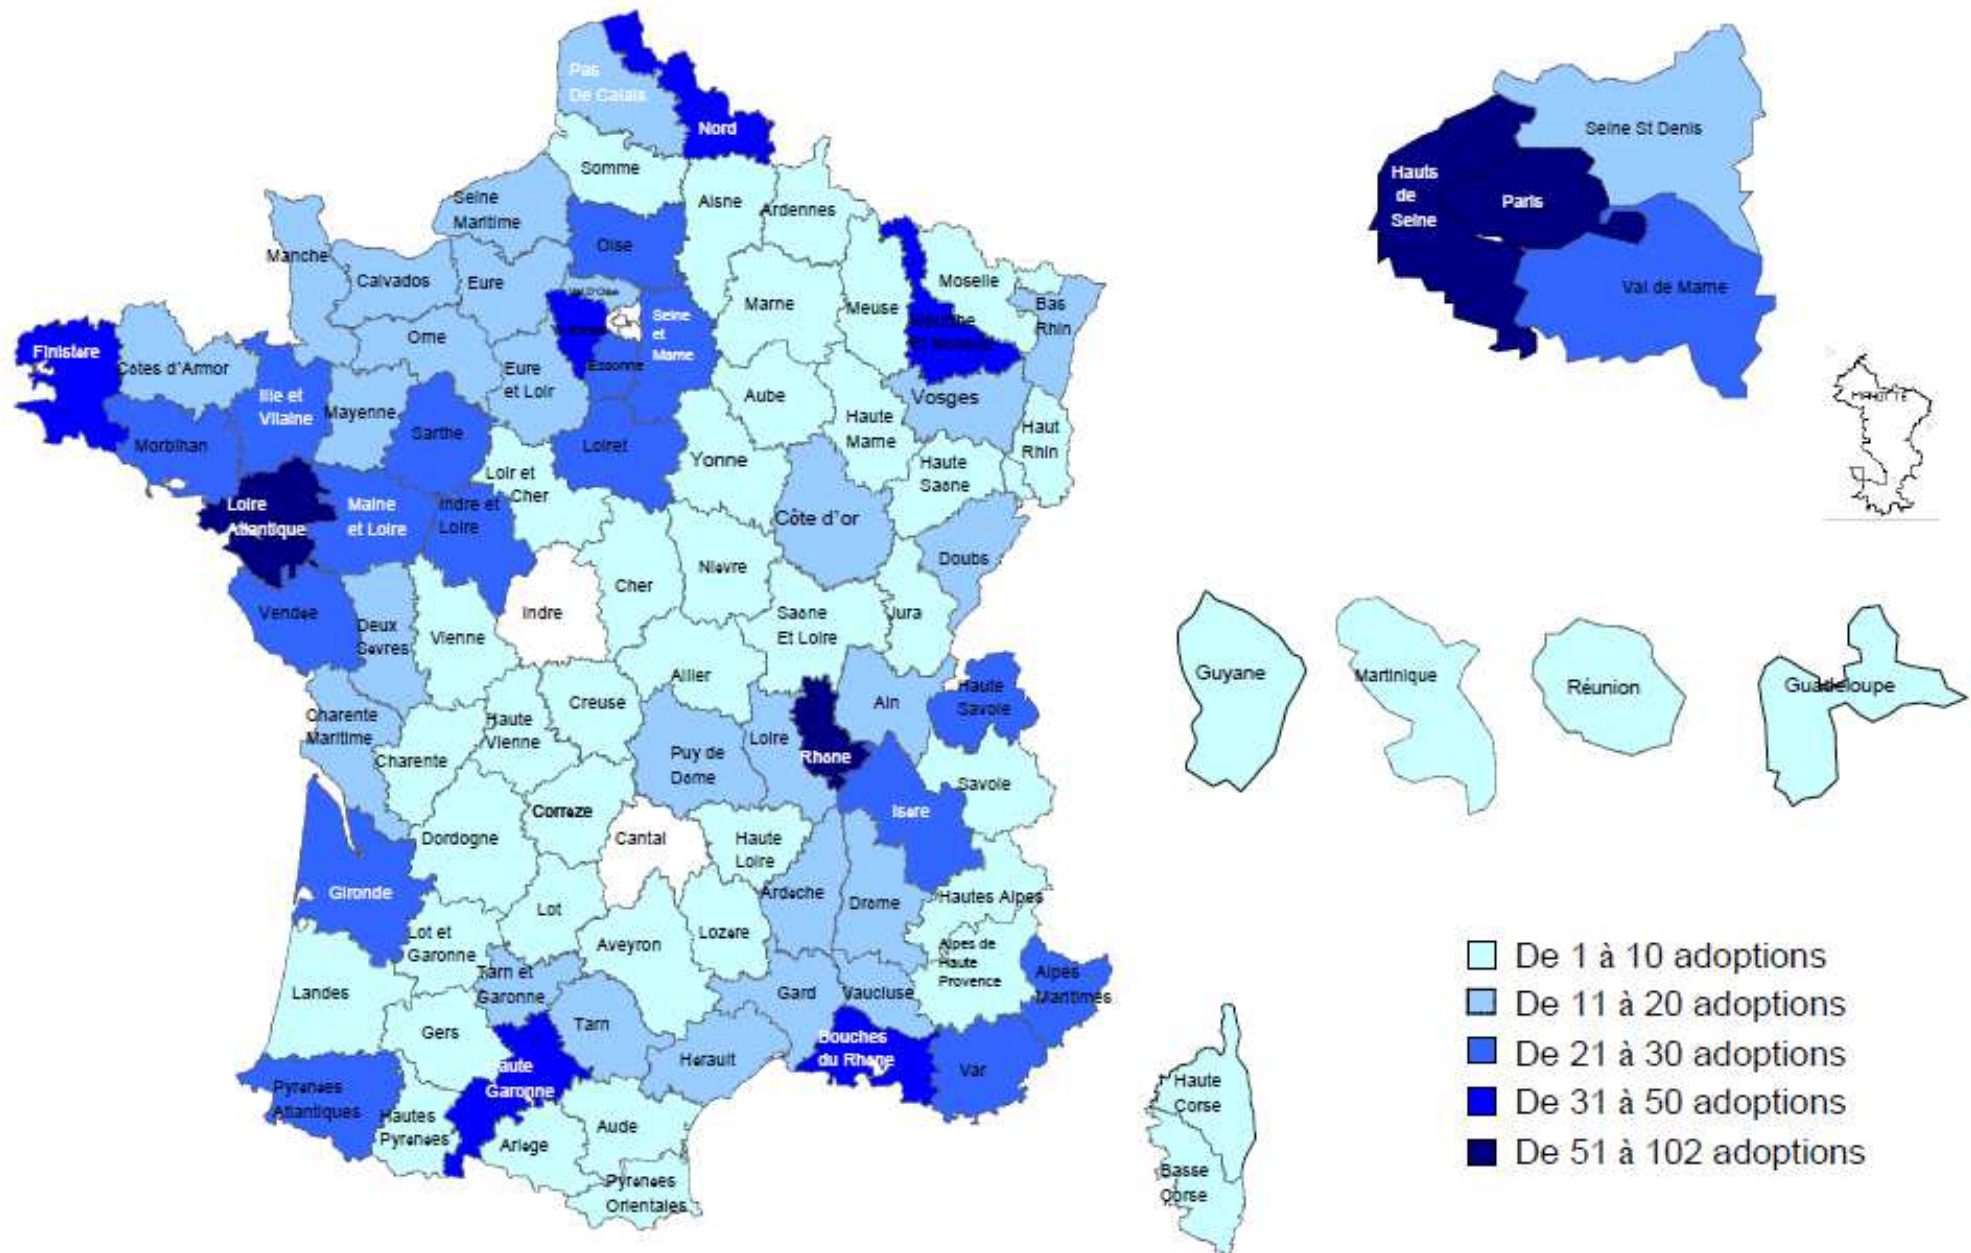 Pas
De Calais
Nord
Somme
Seine
Maritime
Aisne
Ardennes
Oise
Manche
Calvados
Eure
Val D'Oise
Marne
Meuse
Moselle
Bas
Rhin
Seine
et
Marne
Essonne
Finistere
Côtes d'Armor
Orne
Eure
et Loir
Ille et
Vilaine
Mayenne
Sarthe
Morbihan
Loiret
Aube
Haute
Marne
Vosges
Haut
Rhin
Yonne
Loir et
Cher
Haute
Saone
Loire
Atlantique
Maine
et Loire
Indre et
Loire
Côte d'or
Doubs
Cher
Nievre
Indre
Vendee
Deux
Sevres
Vienne
Saone
Et Loire
Jura
Allier
Creuse
Haute
Vienne
Charente
Maritime
Charente
Puy de
Dome
Loire
Rhone
Ain
Haute
Savoie
Savoie
Isere
Correze
Dordogne
Cantal
Haute
Loire
Ardeche
Drome
Hautes Alpes
Gironde
Lot
Lot et
Garonne
Aveyron
Lozere
Alpes de
Haute
Provence
Alpes
Maritimes
Landes
Tarn et
Garonne
Gard
Vaucluse
Gers
Tarn
Herault
Bouches
du Rhone
Var
Pyrenees
Atlantiques
Hautes
Pyrenees
aute
Garonne
Ariege
Aude
Pyrenees
Orientales
Seine St Denis
Hauts
de
Seine
Paris
Val de Marne
MAYOTTE
Guyane
Martinique
Réunion
Guadeloupe
Haute
Corse
Basse
Corse
De 1 à 10 adoptions
De 11 à 20 adoptions
De 21 à 30 adoptions
De 31 à 50 adoptions
De 51 à 102 adoptions